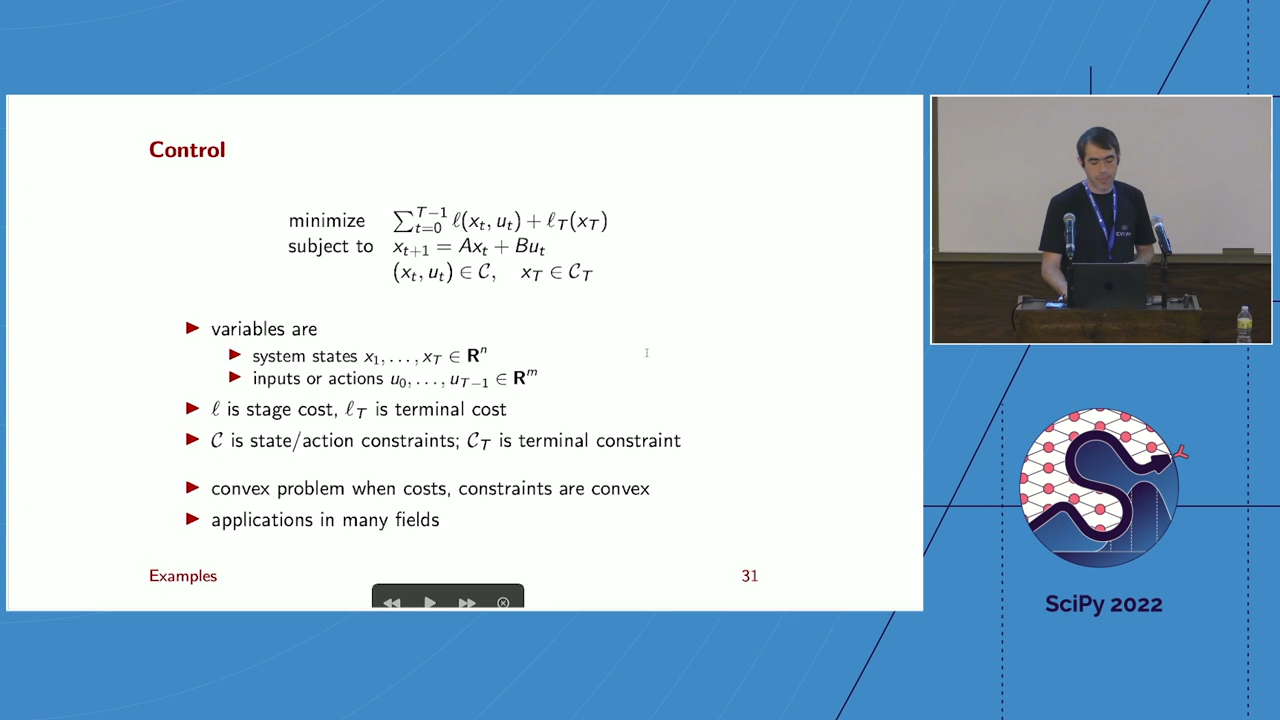 Control
minimize ∑_{t=0}^{T−1} ℓ(x_t, u_t) + ℓ_T(x_T)
subject to x_{t+1} = Ax_t + Bu_t
(x_t, u_t) ∈ 𝒞, x_T ∈ 𝒞_T
▶ variables are
▶ system states x_1, . . . , x_T ∈ R^n
▶ inputs or actions u_0, . . . , u_{T−1} ∈ R^m
▶ ℓ is stage cost, ℓ_T is terminal cost
▶ 𝒞 is state/action constraints; 𝒞_T is terminal constraint
▶ convex problem when costs, constraints are convex
▶ applications in many fields
Examples 31
SciPy 2022